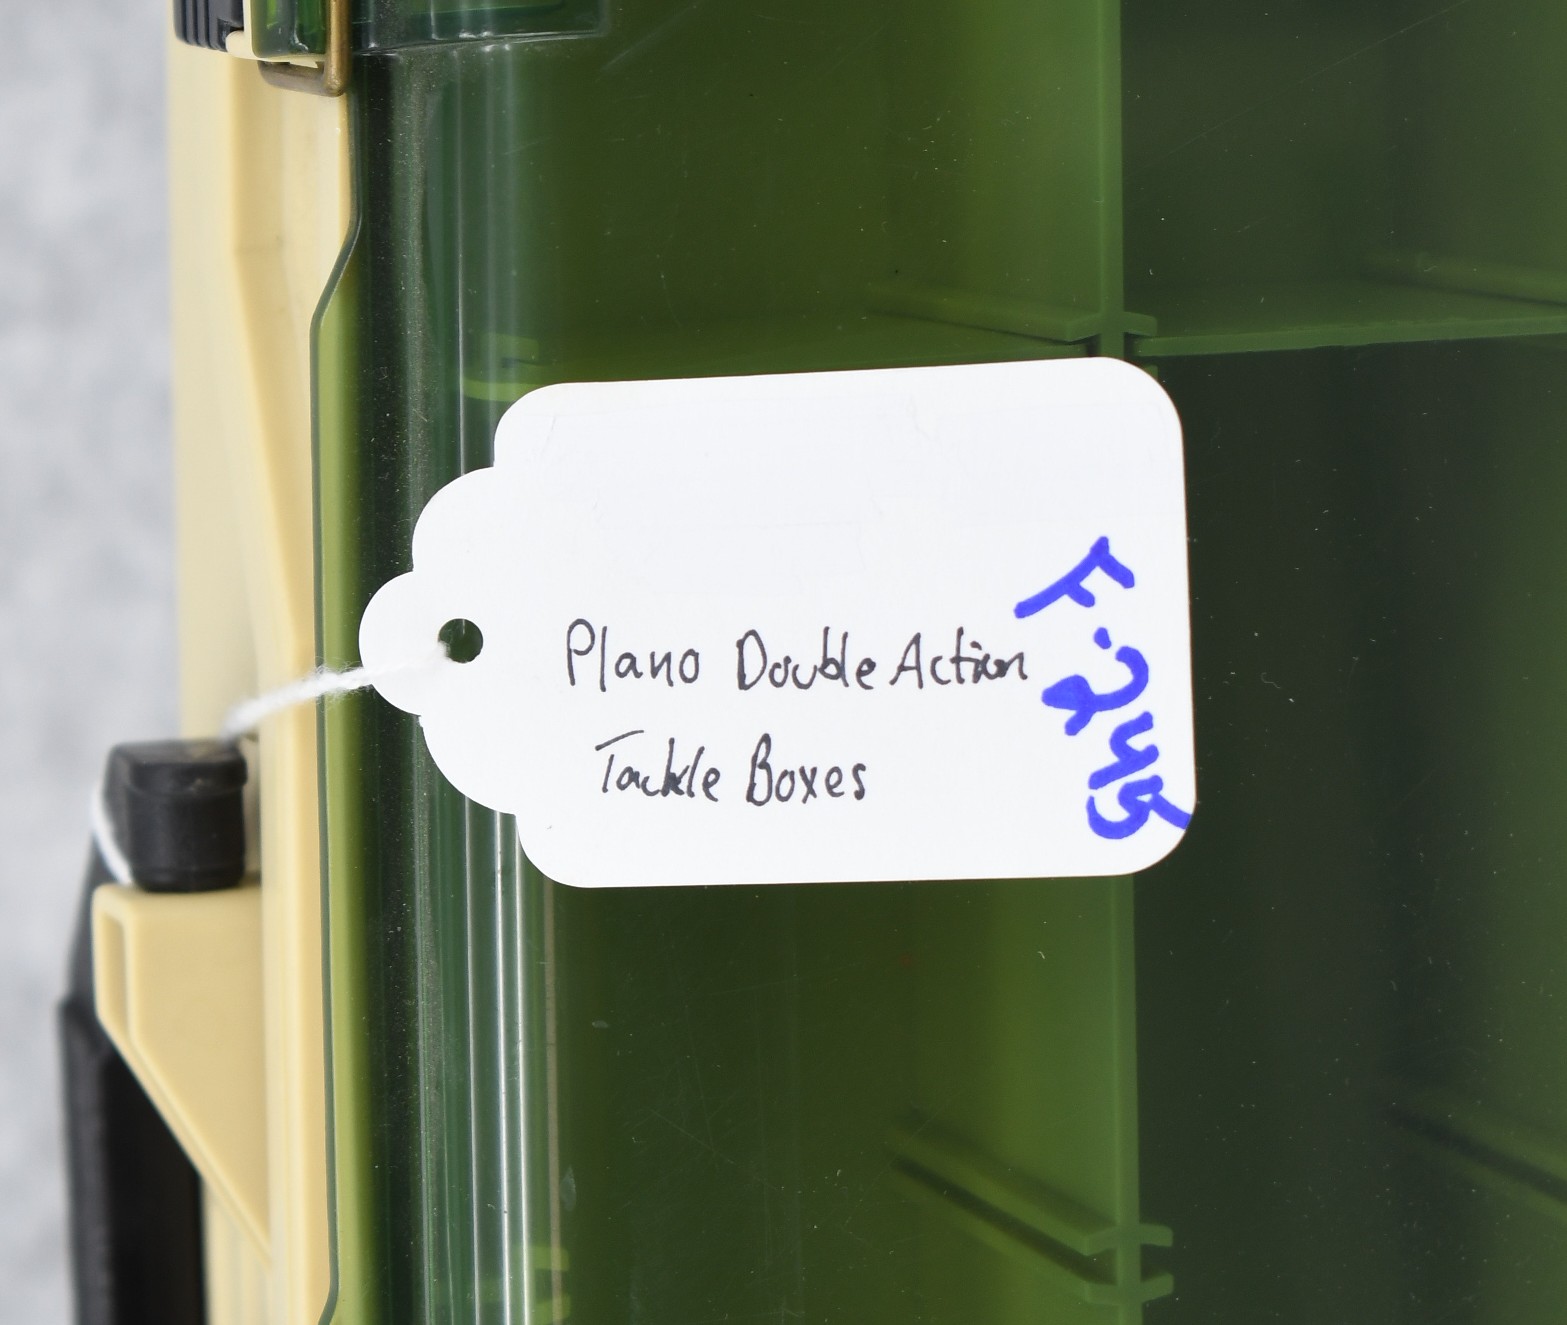 Plano Double Action
Tackle Boxes
F-245